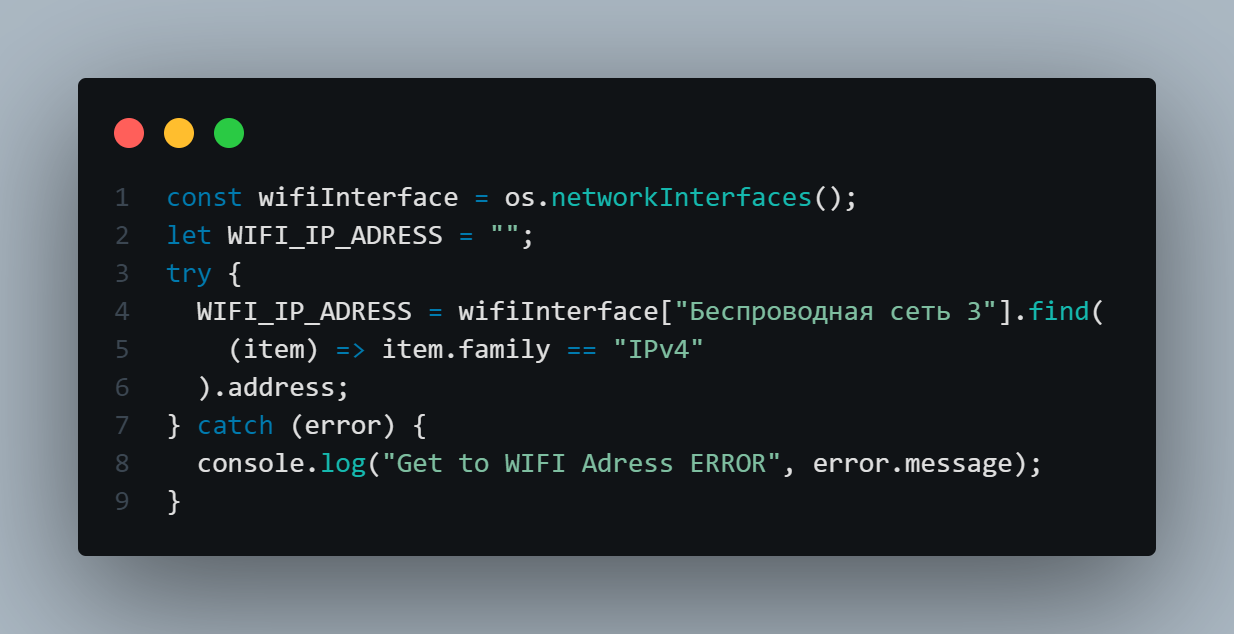 1 const wifiInterface = os.networkInterfaces();
2 let WIFI_IP_ADRESS = "";
3 try {
4   WIFI_IP_ADRESS = wifiInterface["Беспроводная сеть 3"].find(
5     (item) => item.family == "IPv4"
6   ).address;
7 } catch (error) {
8   console.log("Get to WIFI Adress ERROR", error.message);
9 }